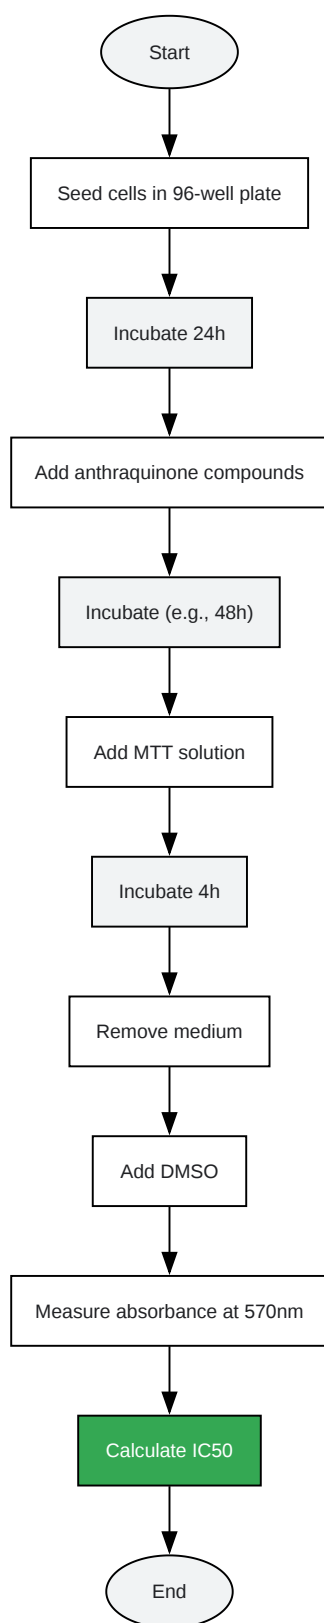 Start
Seed cells in 96-well plate
Incubate 24h
Add anthraquinone compounds
Incubate (e.g., 48h)
Add MTT solution
Incubate 4h
Remove medium
Add DMSO
Measure absorbance at 570nm
Calculate IC50
End